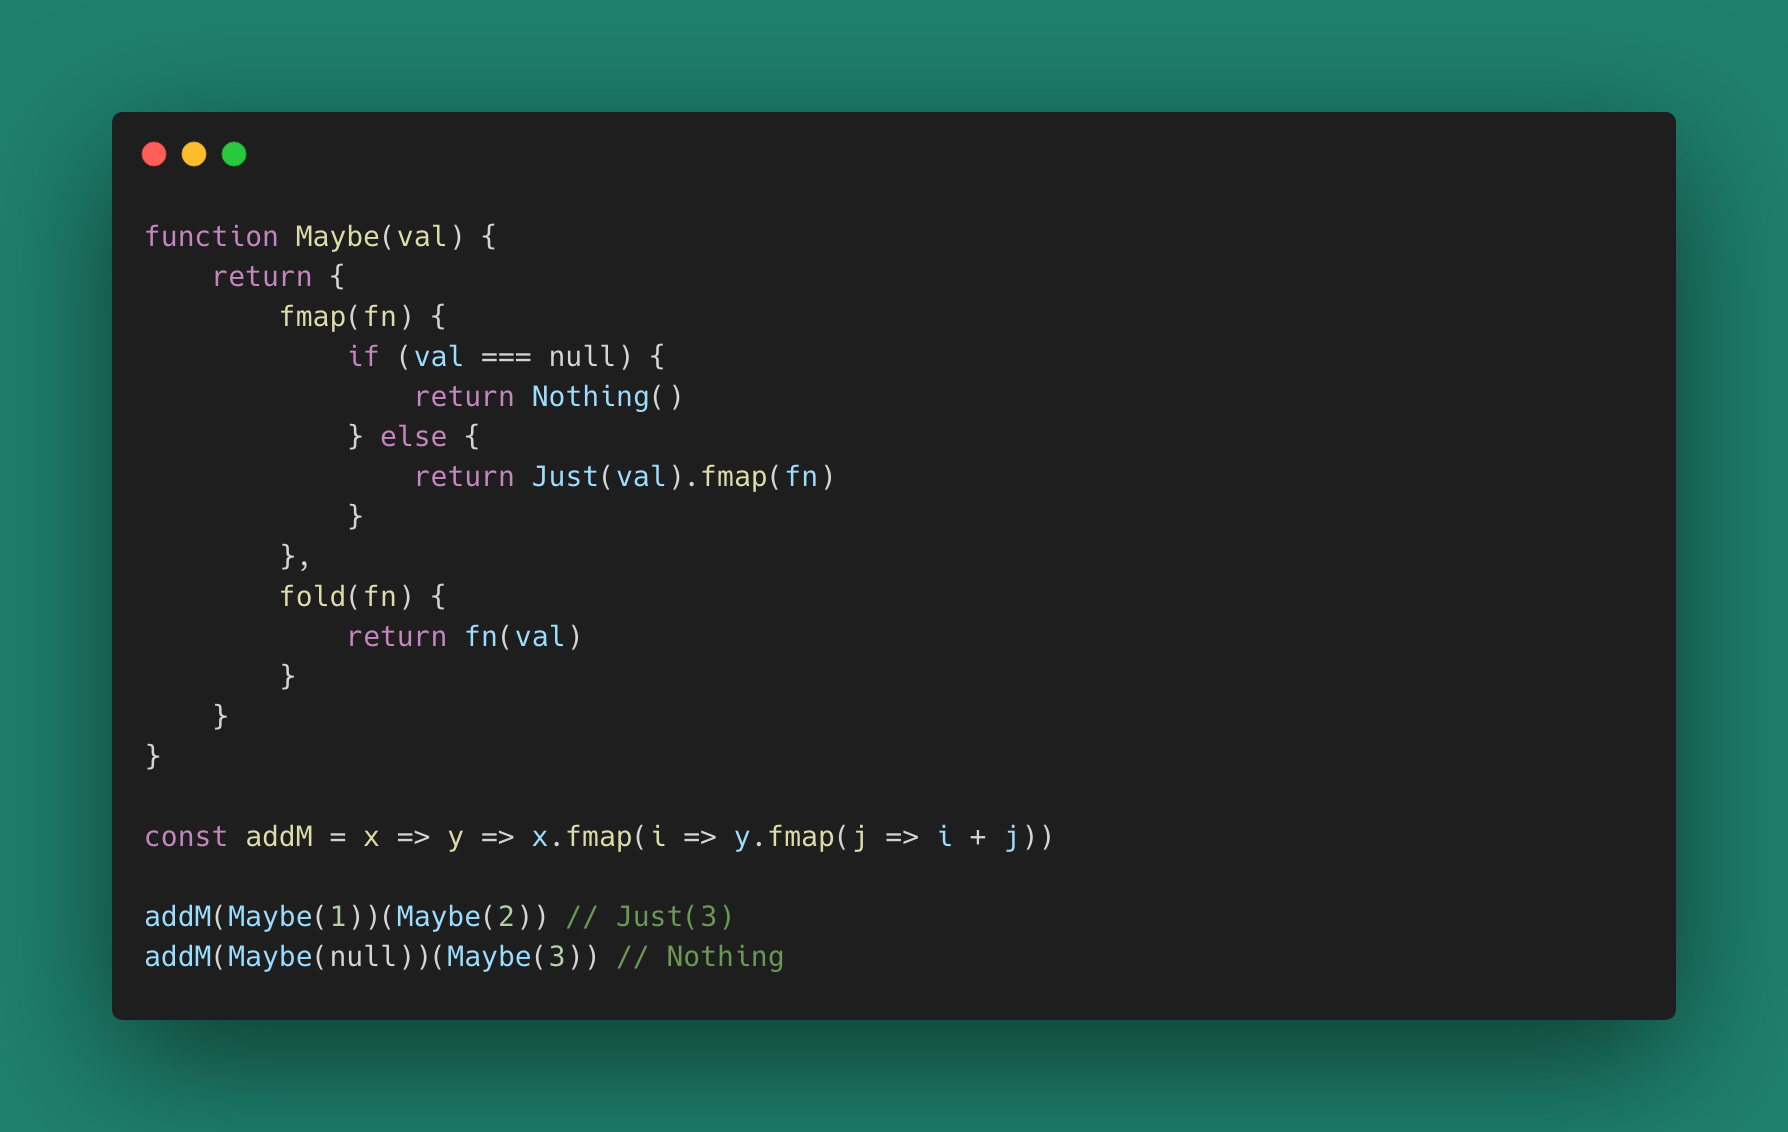 function Maybe(val) {
    return {
        fmap(fn) {
            if (val === null) {
                return Nothing()
            } else {
                return Just(val).fmap(fn)
            }
        },
        fold(fn) {
            return fn(val)
        }
    }
}

const addM = x => y => x.fmap(i => y.fmap(j => i + j))

addM(Maybe(1))(Maybe(2)) // Just(3)
addM(Maybe(null))(Maybe(3)) // Nothing